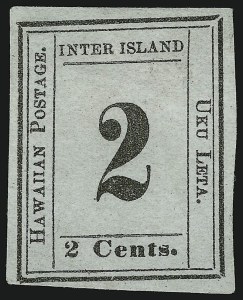 INTER ISLAND
HAWAIIAN POSTAGE.
2
UKU LETA.
2 Cents.